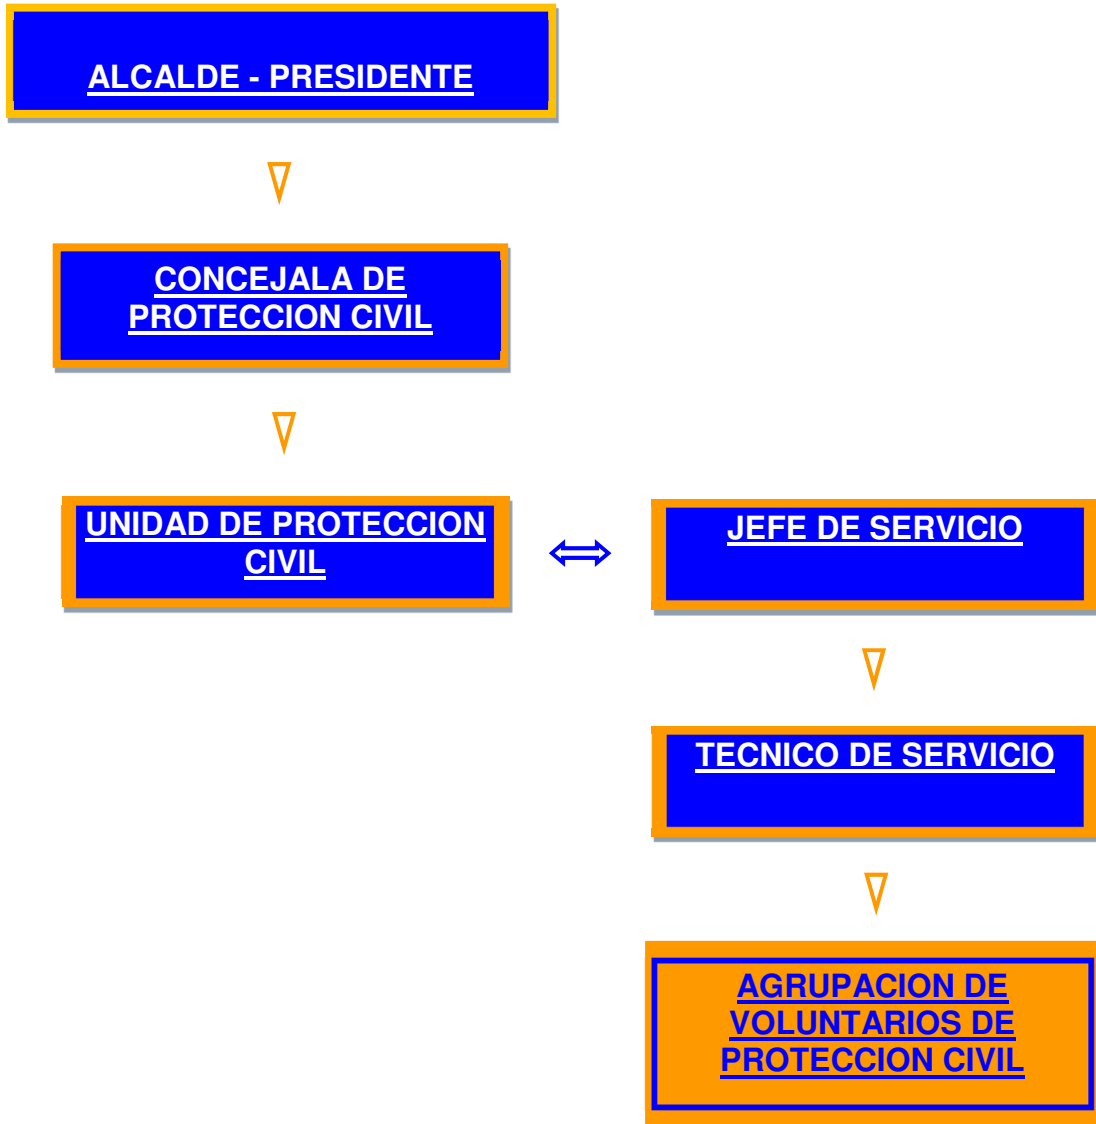 ALCALDE - PRESIDENTE
CONCEJALA DE
PROTECCION CIVIL
UNIDAD DE PROTECCION
CIVIL
JEFE DE SERVICIO
TECNICO DE SERVICIO
AGRUPACION DE
VOLUNTARIOS DE
PROTECCION CIVIL